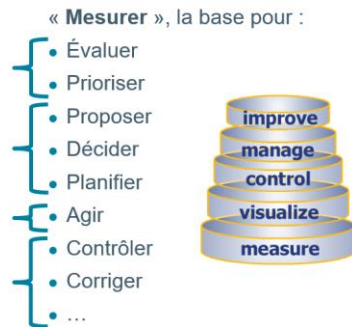 « Mesurer », la base pour :
• Évaluer
• Prioriser
• Proposer
• Décider
• Planifier
• Agir
• Contrôler
• Corriger
• ...
improve
manage
control
visualize
measure